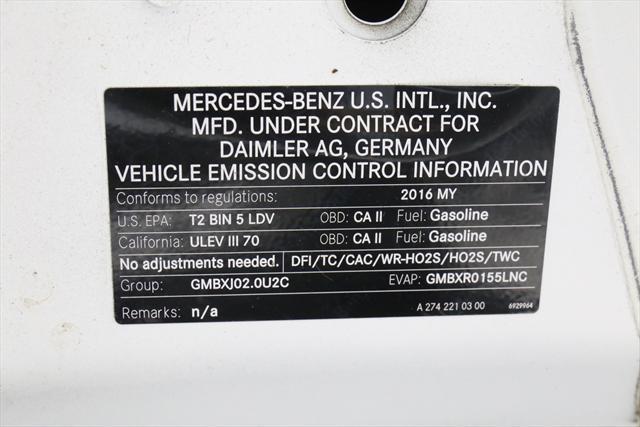 MERCEDES-BENZ U.S. INTL., INC.
MFD. UNDER CONTRACT FOR
DAIMLER AG, GERMANY
VEHICLE EMISSION CONTROL INFORMATION
Conforms to regulations: 2016 MY
U.S. EPA: T2 BIN 5 LDV OBD: CA II Fuel: Gasoline
California: ULEV III 70 OBD: CA II Fuel: Gasoline
No adjustments needed. DFI/TC/CAC/WR-HO2S/HO2S/TWC
Group: GMBXJ02.0U2C EVAP: GMBXR0155LNC
Remarks: n/a A 274 221 03 00 6929964